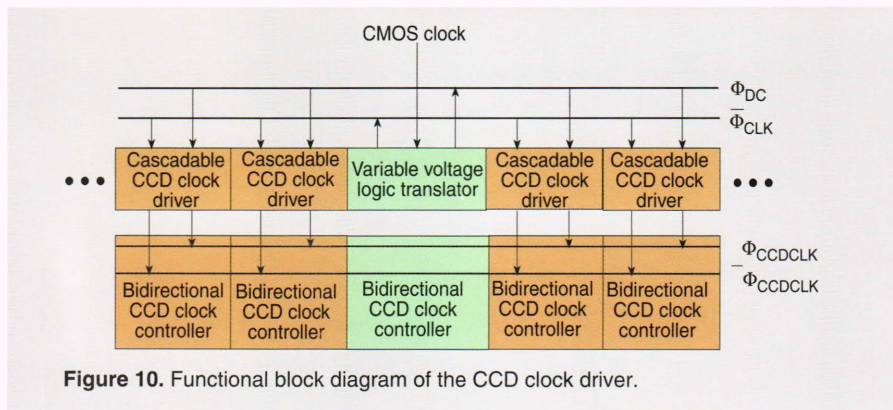 CMOS clock
Φ_DC
Φ̅_CLK
Cascadable CCD clock driver
Cascadable CCD clock driver
Variable voltage logic translator
Cascadable CCD clock driver
Cascadable CCD clock driver
Φ_CCDCLK
Φ̅_CCDCLK
Bidirectional CCD clock controller
Bidirectional CCD clock controller
Bidirectional CCD clock controller
Bidirectional CCD clock controller
Bidirectional CCD clock controller
Figure 10. Functional block diagram of the CCD clock driver.